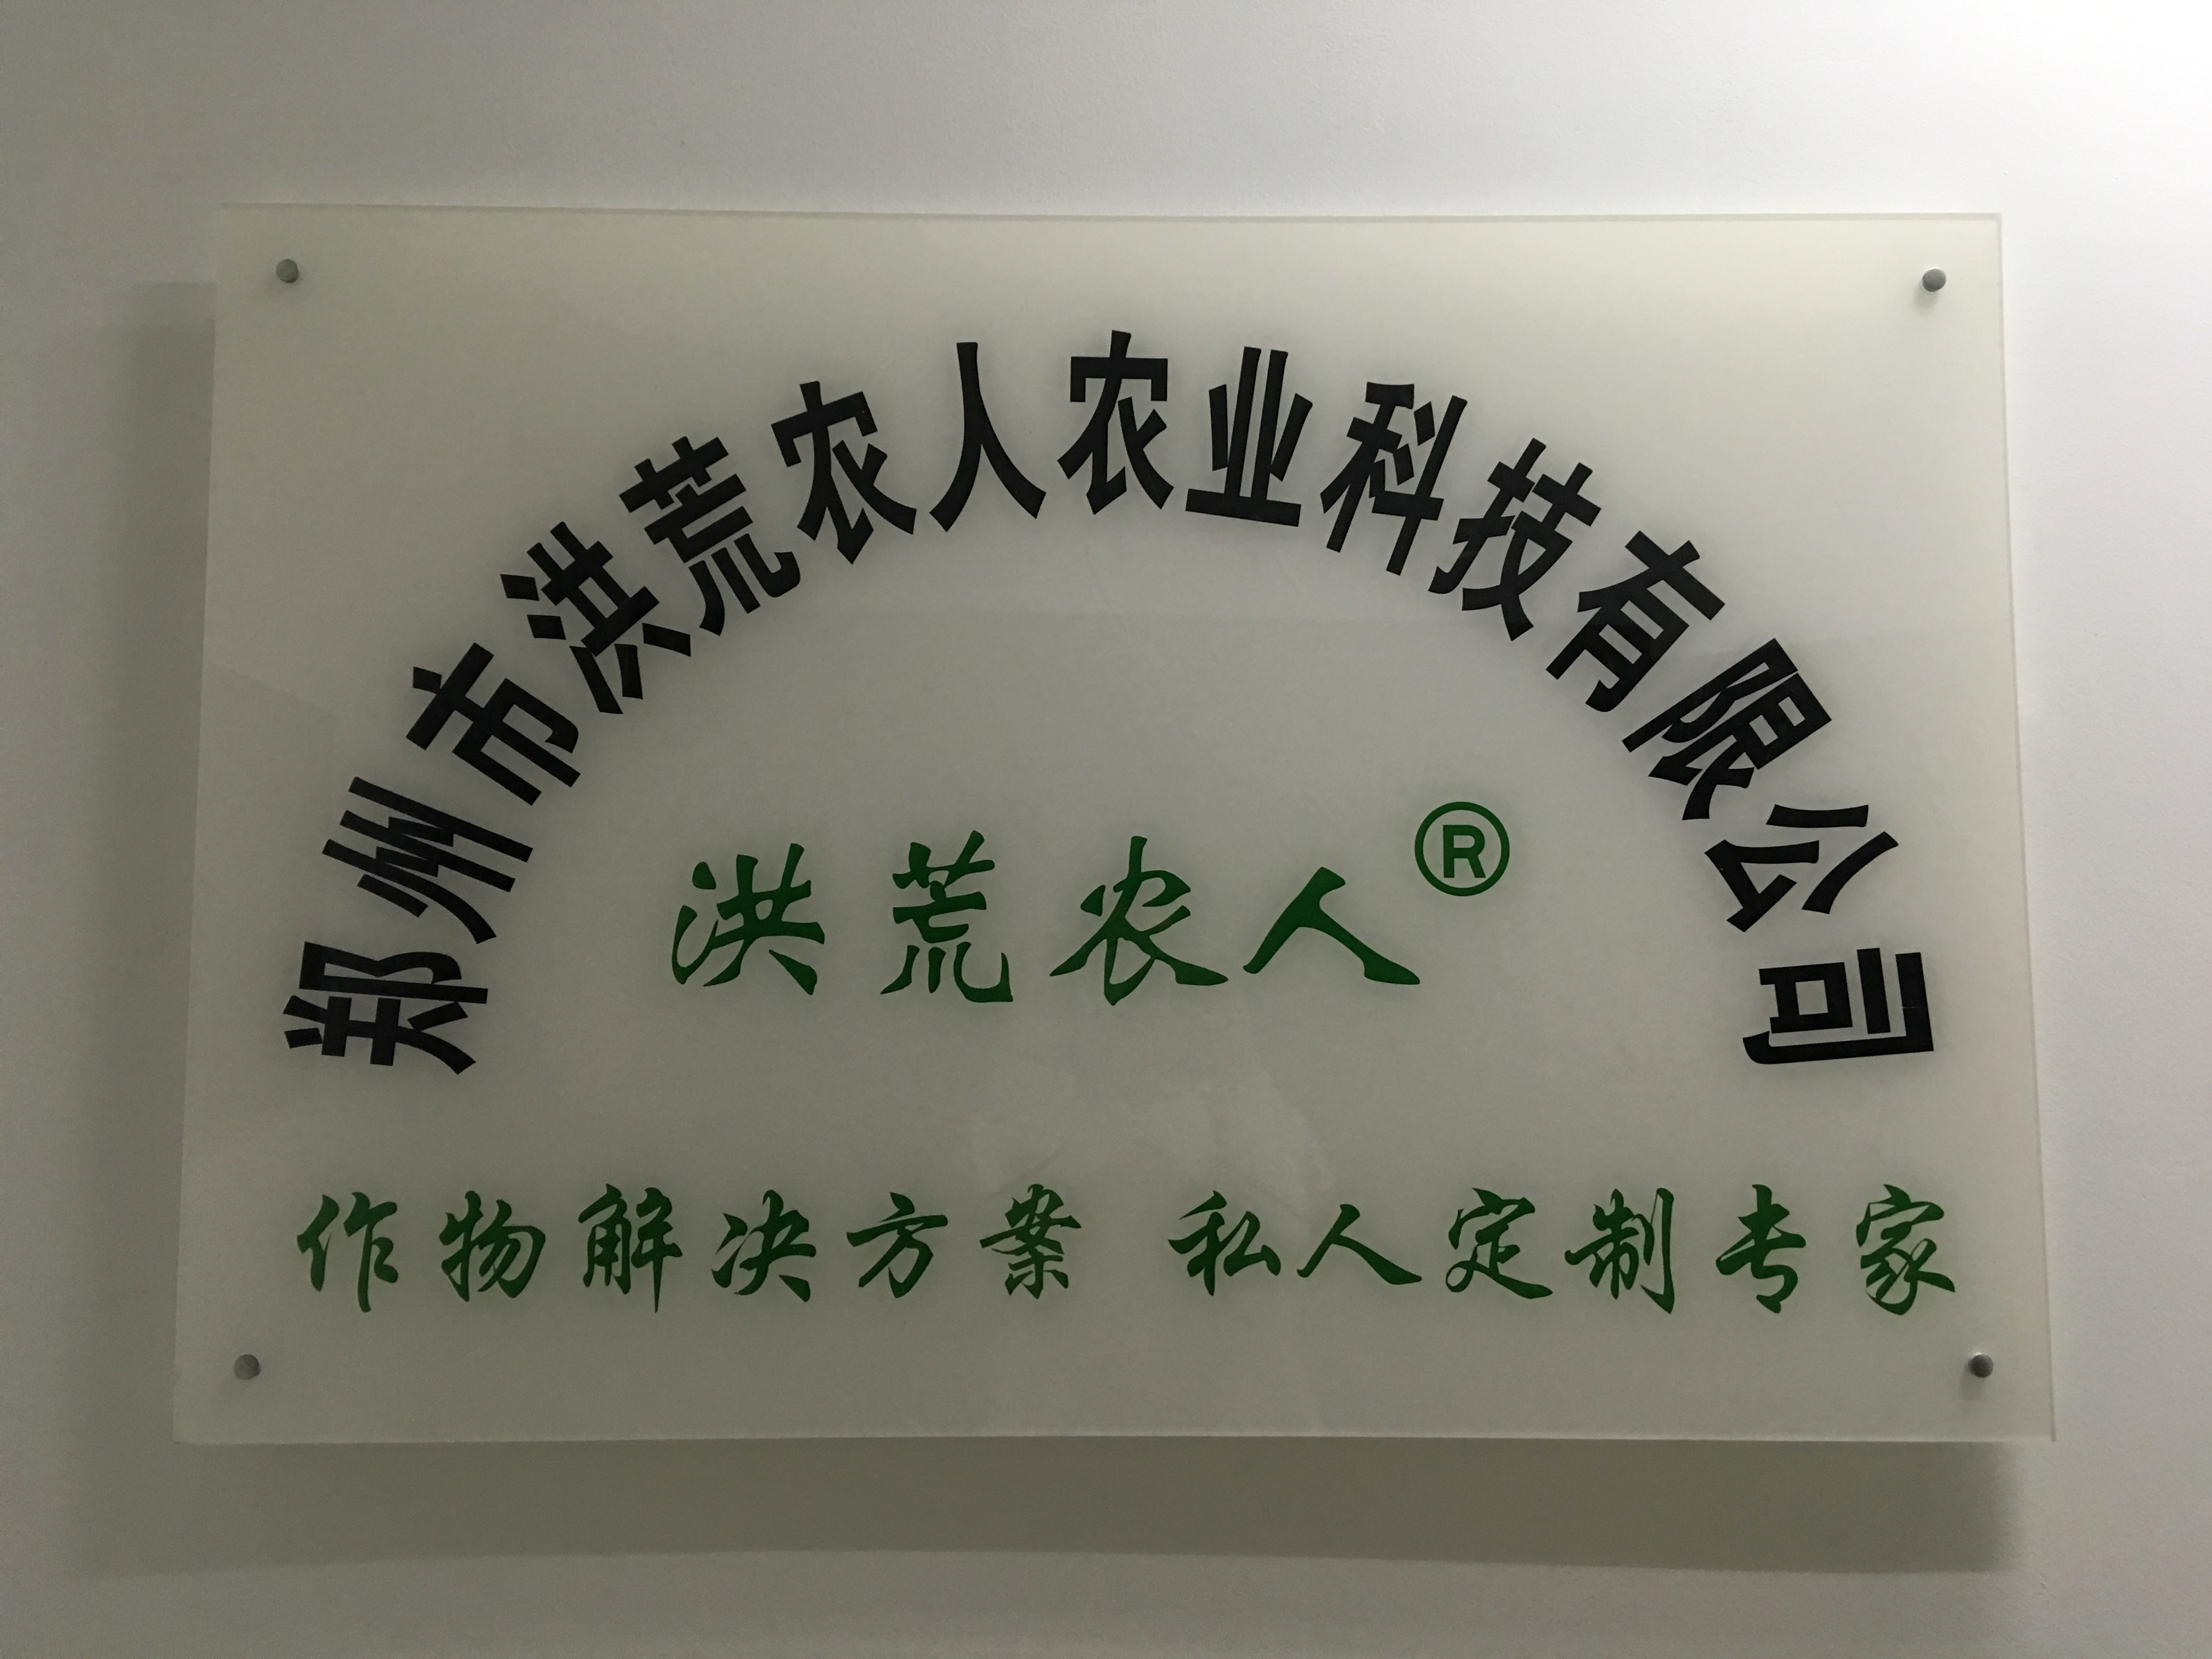 郑州市洪荒农人农业科技有限公司
洪荒农人®
作物解决方案 私人定制专家